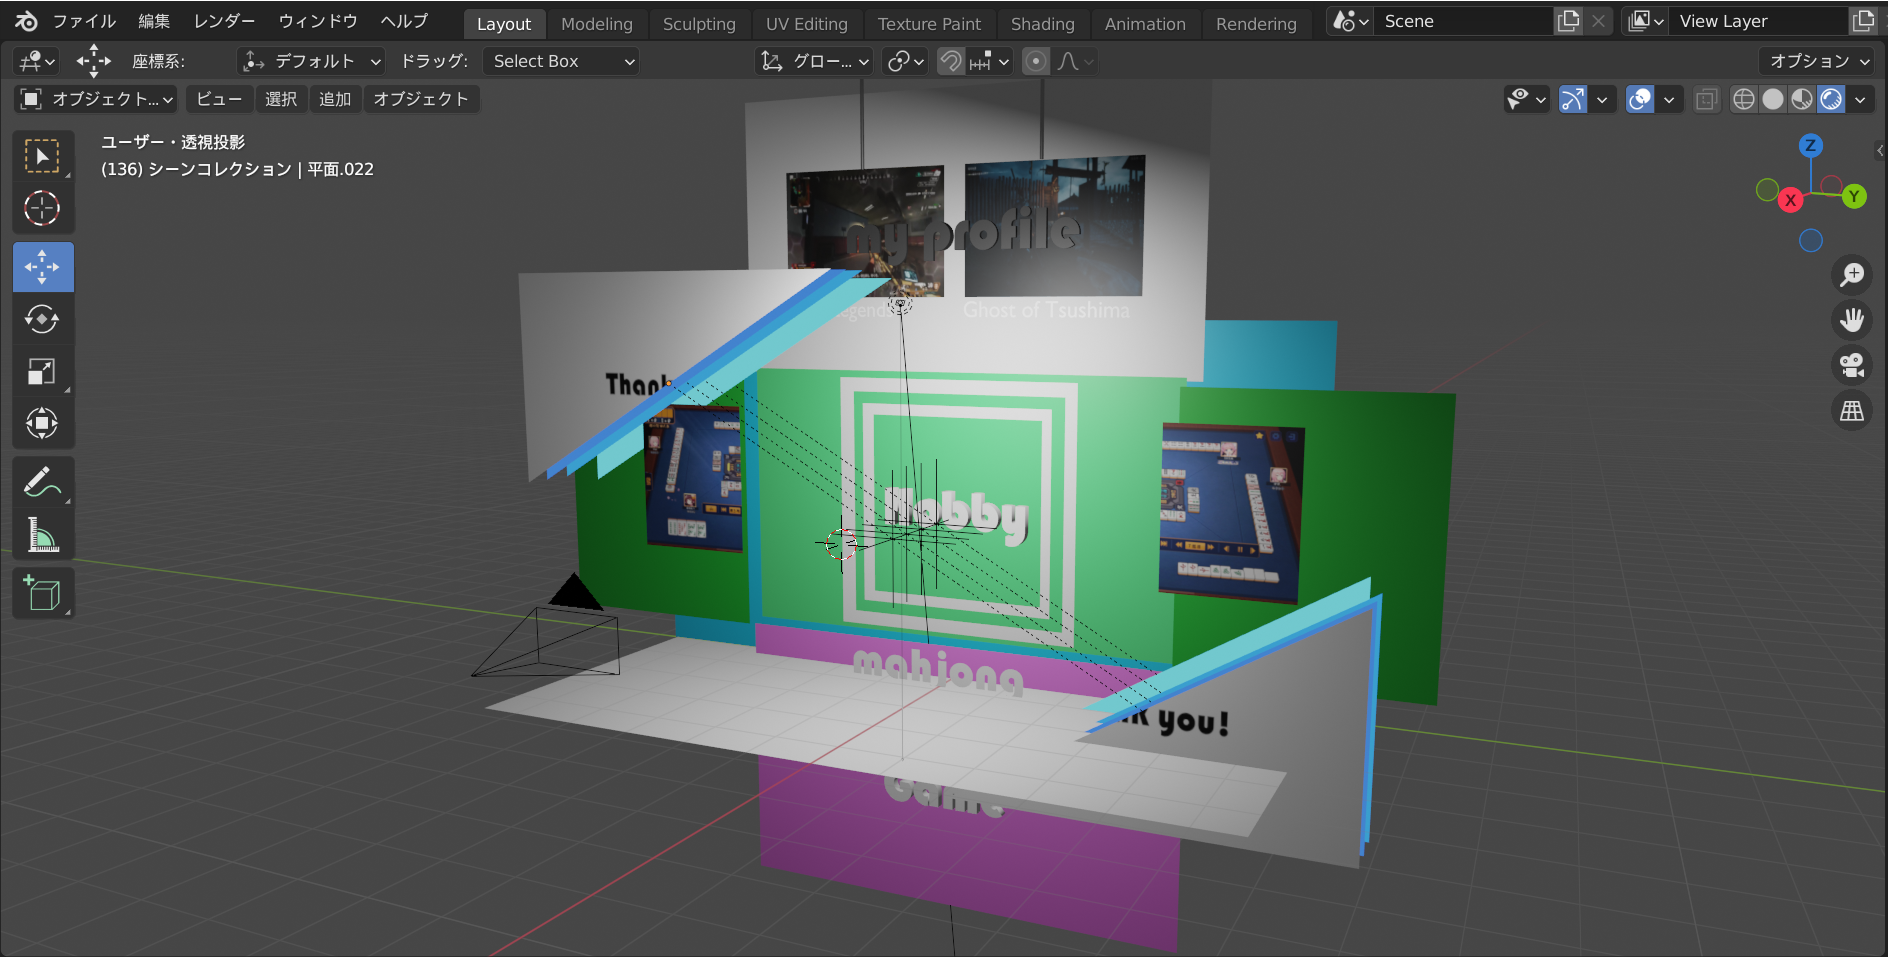 ファイル 編集 レンダー ウィンドウ ヘルプ Layout Modeling Sculpting UV Editing Texture Paint Shading Animation Rendering Scene View Layer
座標系: デフォルト ドラッグ: Select Box グロー... オプション
オブジェクト... ビュー 選択 追加 オブジェクト
ユーザー・透視投影
(136) シーンコレクション | 平面.022
Z
X
Y
my profile
Ghost of Tsushima
Hobby
mahjong
you!
Game